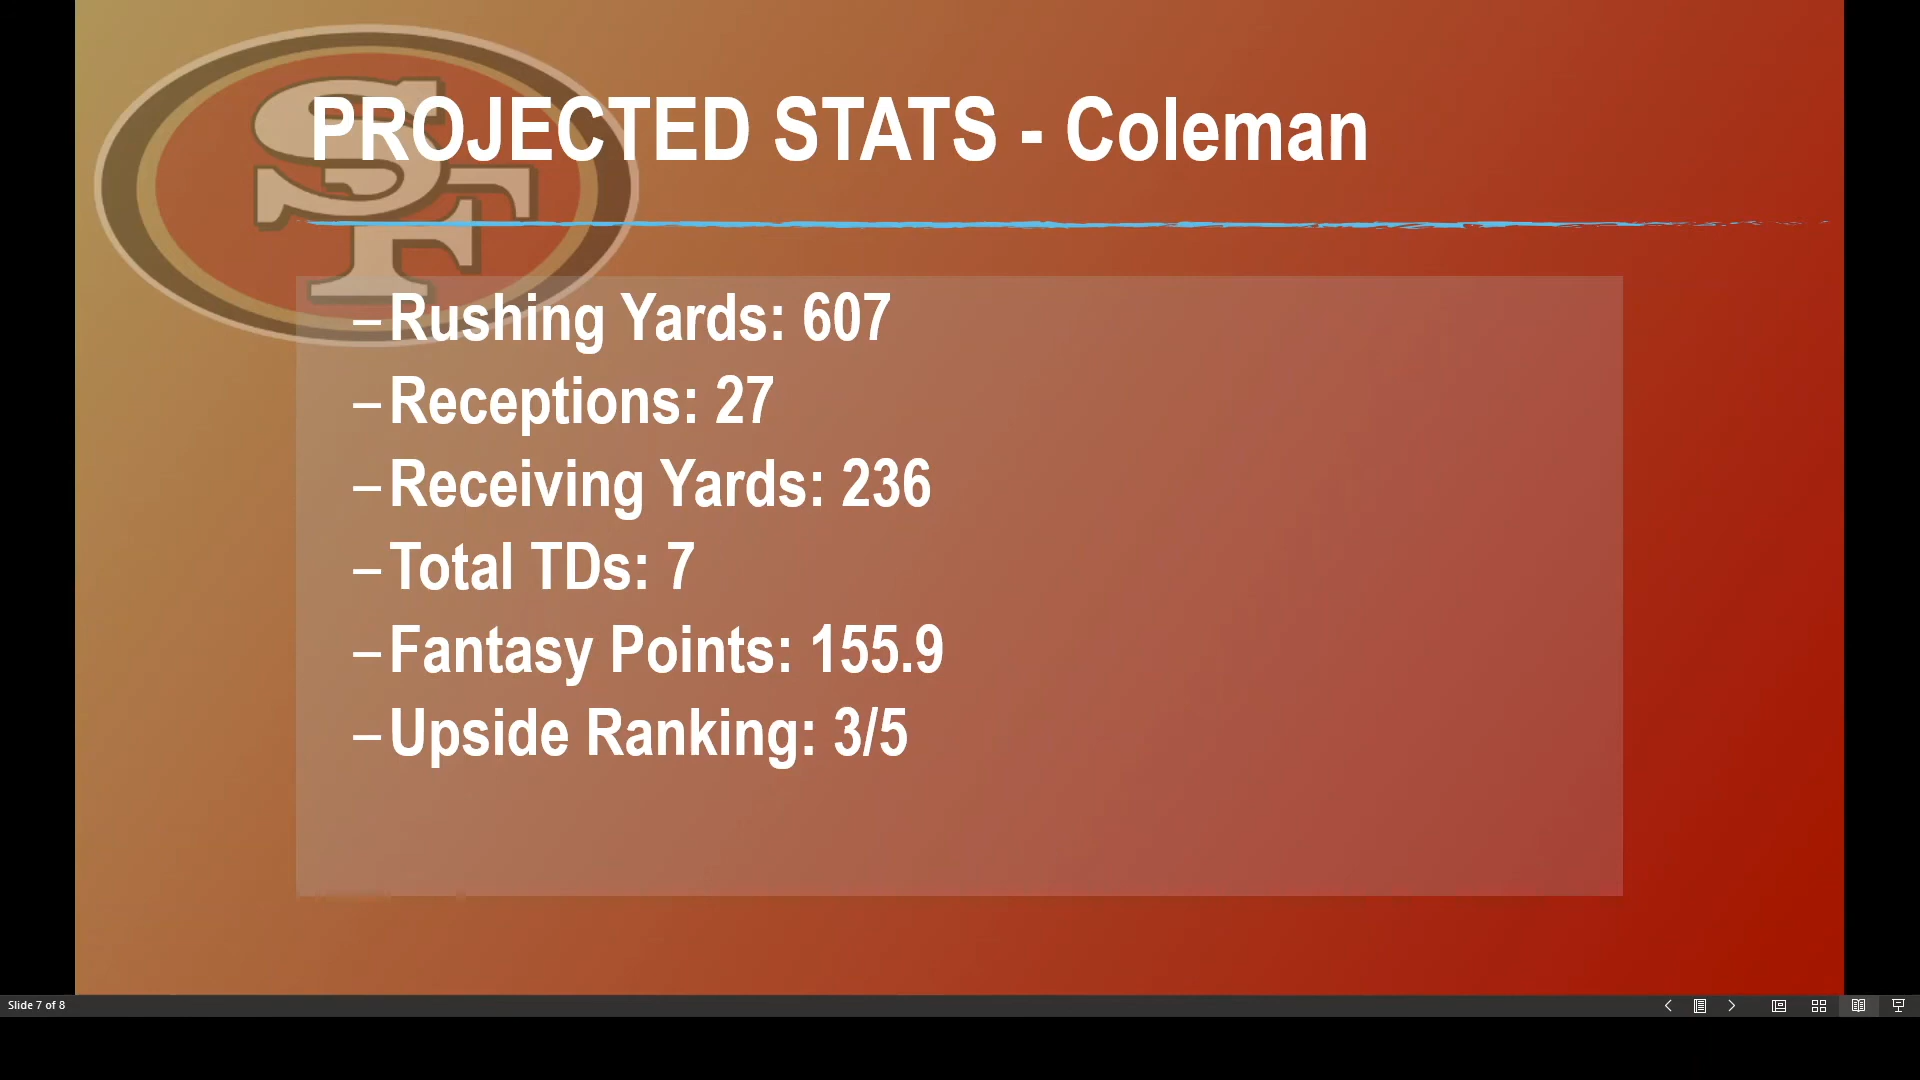 SF
PROJECTED STATS - Coleman
–Rushing Yards: 607
–Receptions: 27
–Receiving Yards: 236
–Total TDs: 7
–Fantasy Points: 155.9
–Upside Ranking: 3/5
Slide 7 of 8